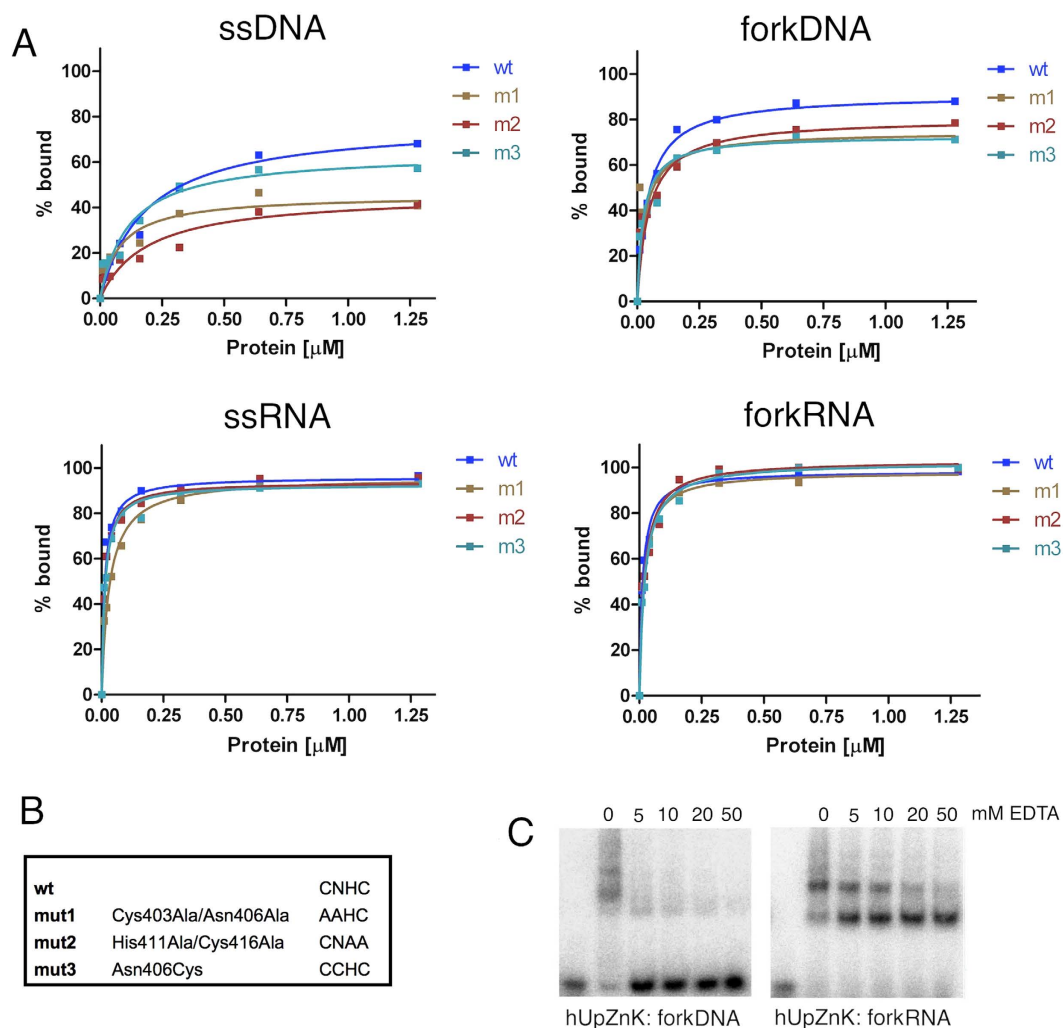 A
ssDNA
% bound
100
80
60
40
20
0
0.00 0.25 0.50 0.75 1.00 1.25
Protein [μM]
wt
m1
m2
m3
forkDNA
% bound
100
80
60
40
20
0
0.00 0.25 0.50 0.75 1.00 1.25
Protein [μM]
wt
m1
m2
m3
ssRNA
% bound
100
80
60
40
20
0
0.00 0.25 0.50 0.75 1.00 1.25
Protein [μM]
wt
m1
m2
m3
forkRNA
% bound
100
80
60
40
20
0
0.00 0.25 0.50 0.75 1.00 1.25
Protein [μM]
wt
m1
m2
m3
B
wt CNHC
mut1 Cys403Ala/Asn406Ala AAHC
mut2 His411Ala/Cys416Ala CNAA
mut3 Asn406Cys CCHC
C
0 5 10 20 50 0 5 10 20 50 mM EDTA
hUpZnK: forkDNA hUpZnK: forkRNA